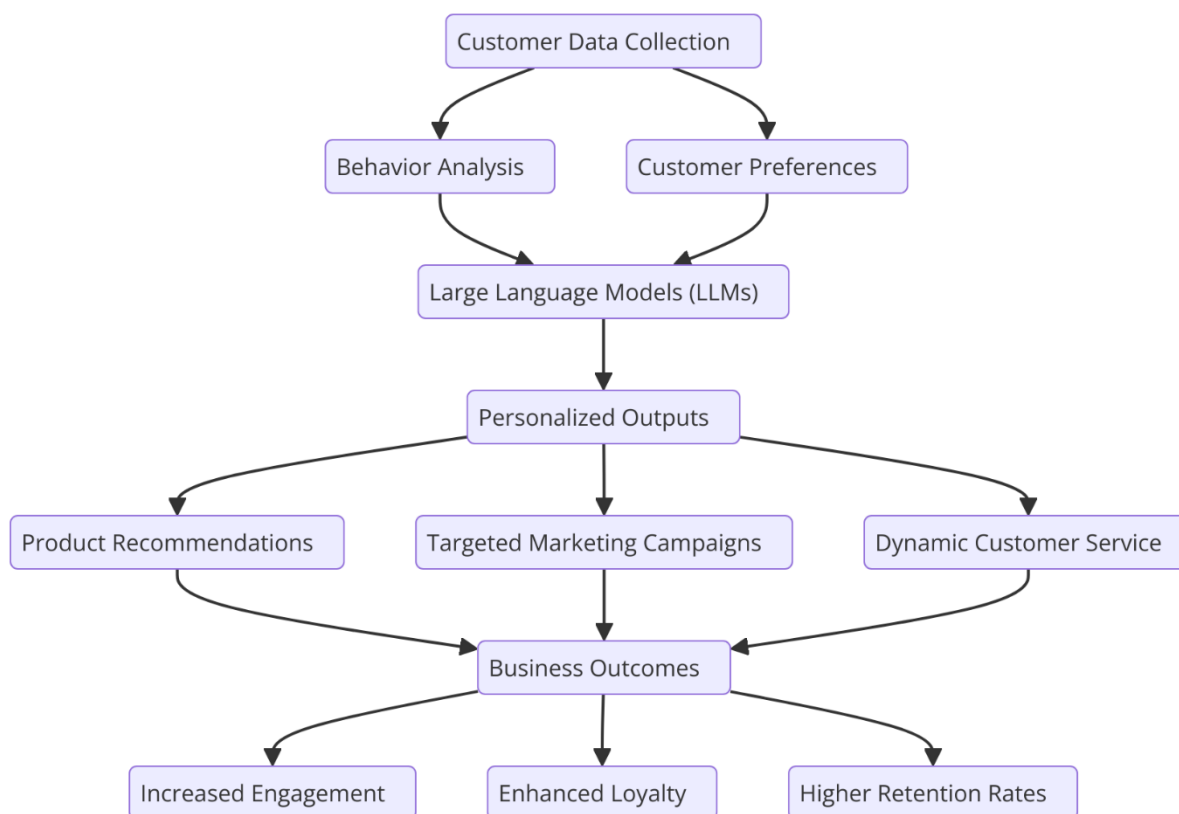 Customer Data Collection
Behavior Analysis
Customer Preferences
Large Language Models (LLMs)
Personalized Outputs
Product Recommendations
Targeted Marketing Campaigns
Dynamic Customer Service
Business Outcomes
Increased Engagement
Enhanced Loyalty
Higher Retention Rates